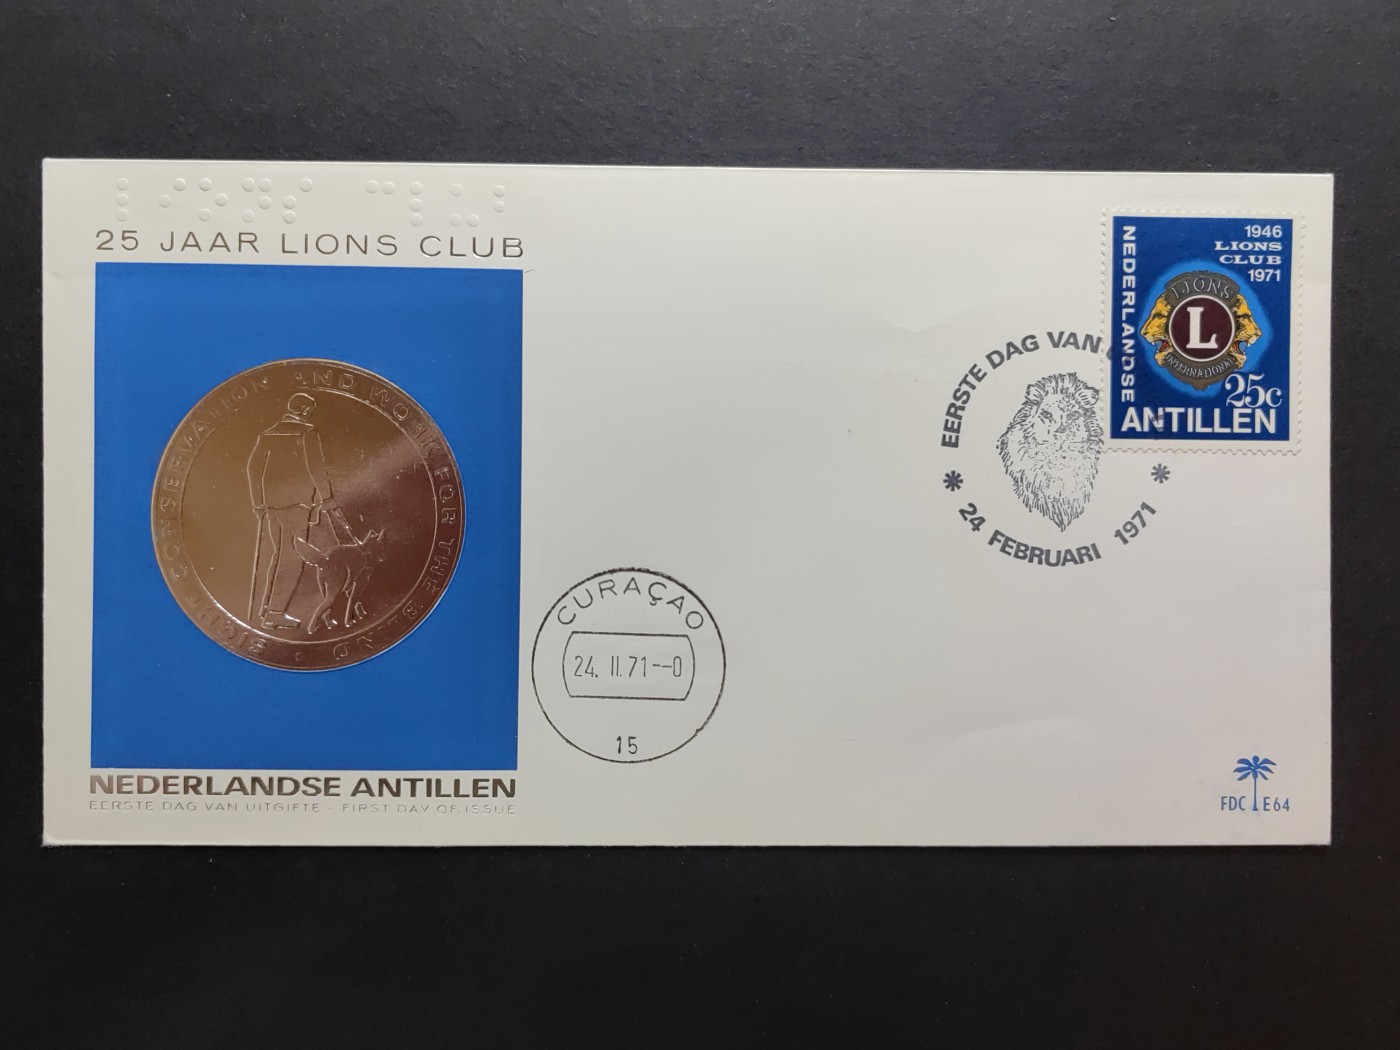 25 JAAR LIONS CLUB
SIGHT CONSERVATION AND WORK FOR THE BLIND
NEDERLANDSE ANTILLEN
EERSTE DAG VAN UITGIFTE - FIRST DAY OF ISSUE
CURAÇAO
24. II. 71--0
15
EERSTE DAG VAN
* 24 FEBRUARI 1971 *
1946
LIONS
CLUB
1971
NEDERLANDSE
LIONS
L
INTERNATIONAL
25c
ANTILLEN
FDC E64